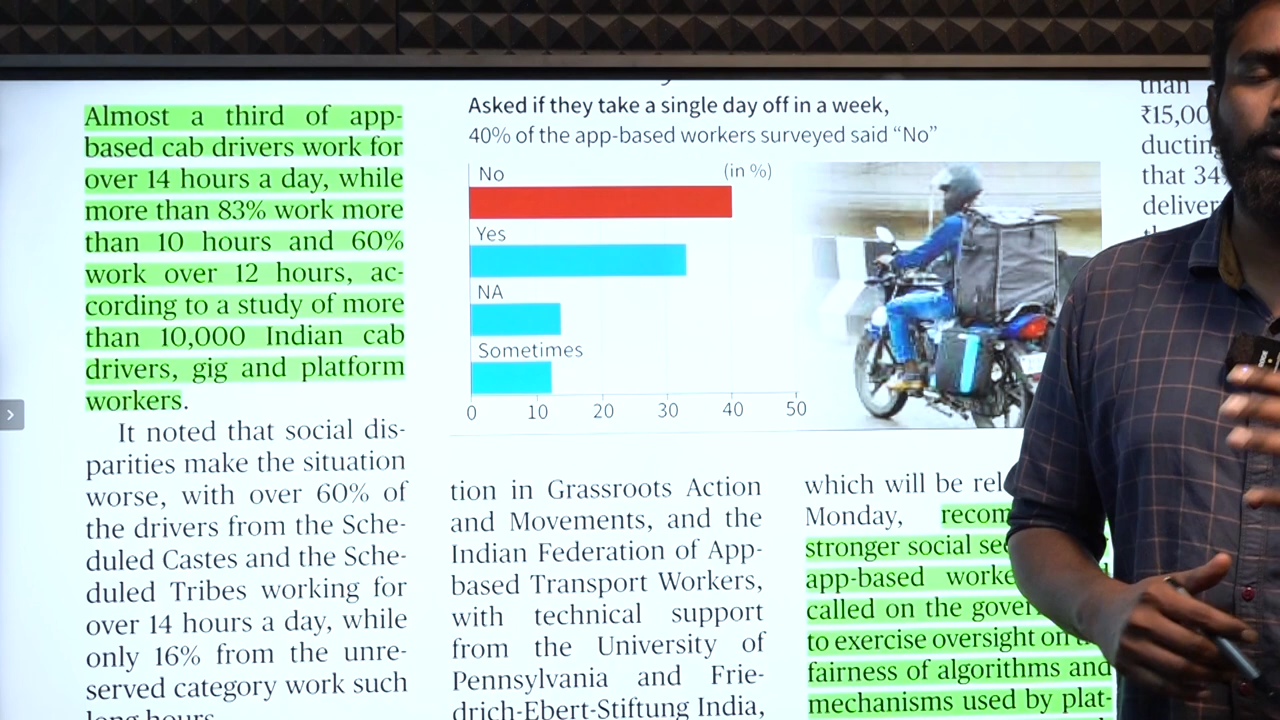 Almost a third of app-
based cab drivers work for
over 14 hours a day, while
more than 83% work more
than 10 hours and 60%
work over 12 hours, ac-
cording to a study of more
than 10,000 Indian cab
drivers, gig and platform
workers.
It noted that social dis-
parities make the situation
worse, with over 60% of
the drivers from the Sche-
duled Castes and the Sche-
duled Tribes working for
over 14 hours a day, while
only 16% from the unre-
served category work such
long hours
Asked if they take a single day off in a week,
40% of the app-based workers surveyed said “No”
(in %)
No
Yes
NA
Sometimes
0 10 20 30 40 50
tion in Grassroots Action
and Movements, and the
Indian Federation of App-
based Transport Workers,
with technical support
from the University of
Pennsylvania and Frie-
drich-Ebert-Stiftung India,
which will be
Monday,
stronger social
app-based
called on the
to exercise oversight on
fairness of algorithms and
mechanisms used by plat-
than
₹15,00
that